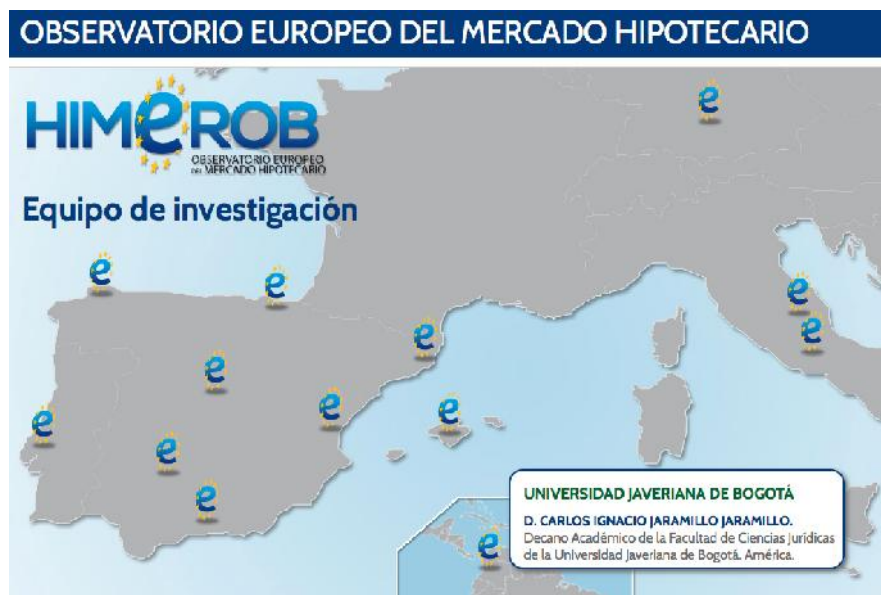 OBSERVATORIO EUROPEO DEL MERCADO HIPOTECARIO
HIMEROB
OBSERVATORIO EUROPEO
DEL MERCADO HIPOTECARIO
Equipo de investigación
e
e
e
e
e
e
e
e
e
e
e
e
UNIVERSIDAD JAVERIANA DE BOGOTÁ
D. CARLOS IGNACIO JARAMILLO JARAMILLO.
Decano Académico de la Facultad de Ciencias Jurídicas
de la Universidad Javeriana de Bogotá. América.
e